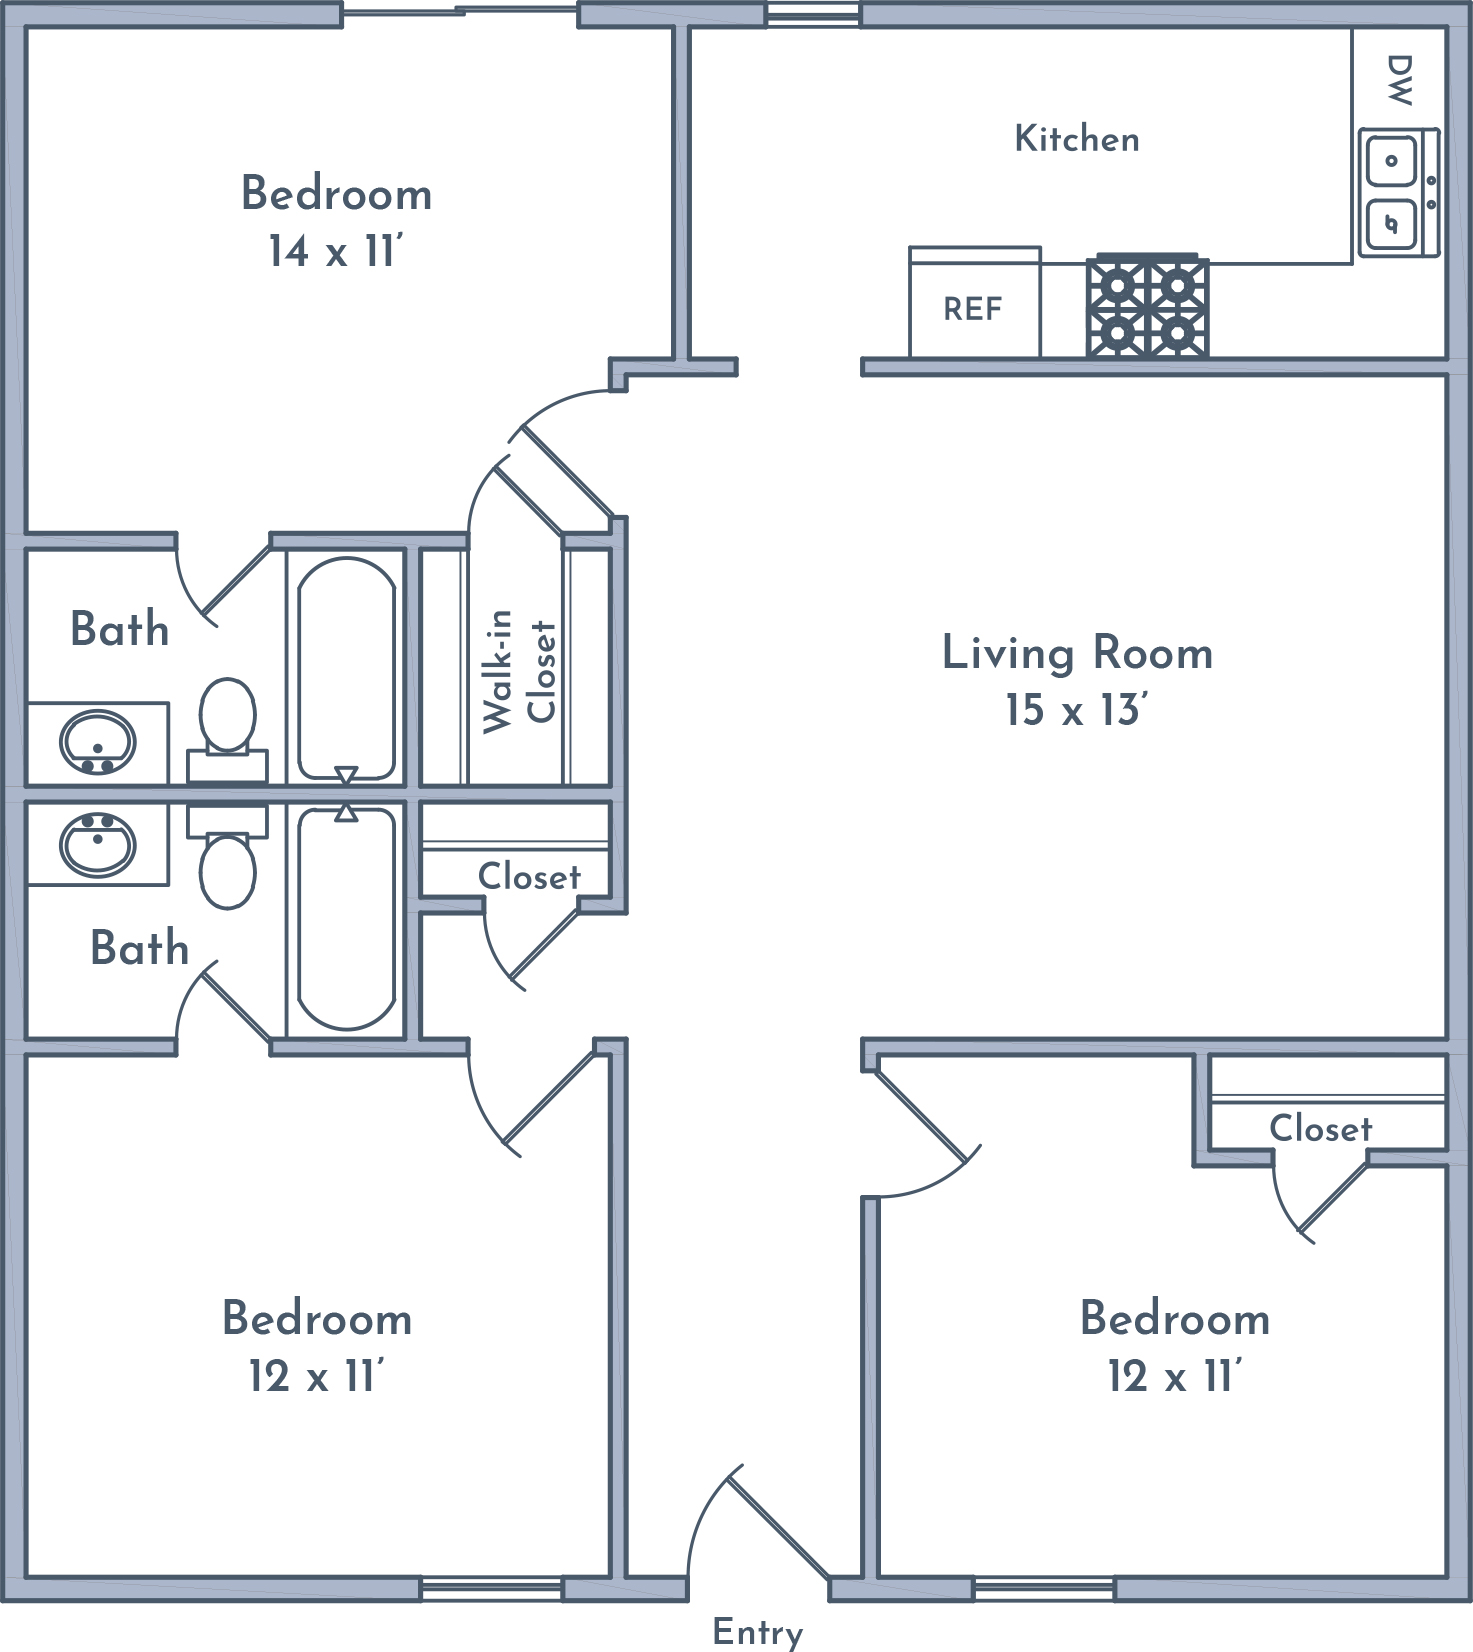 DW
Kitchen
Bedroom
14 x 11’
REF
Bath
Walk-in
Closet
Living Room
15 x 13’
Closet
Bath
Closet
Bedroom
12 x 11’
Bedroom
12 x 11’
Entry